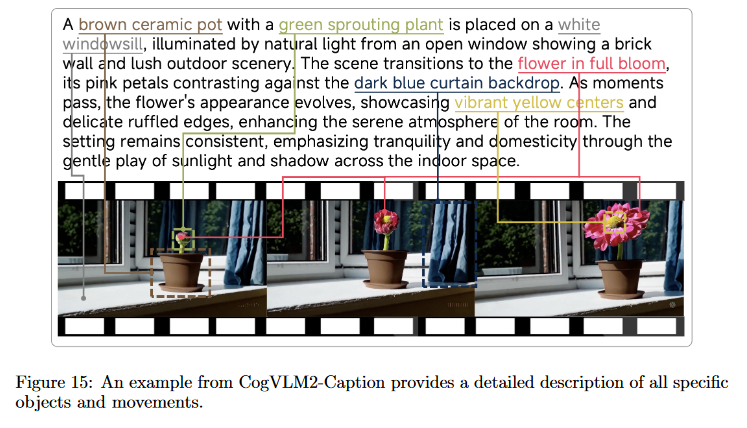 A brown ceramic pot with a green sprouting plant is placed on a white
windowsill, illuminated by natural light from an open window showing a brick
wall and lush outdoor scenery. The scene transitions to the flower in full bloom,
its pink petals contrasting against the dark blue curtain backdrop. As moments
pass, the flower's appearance evolves, showcasing vibrant yellow centers and
delicate ruffled edges, enhancing the serene atmosphere of the room. The
setting remains consistent, emphasizing tranquility and domesticity through the
gentle play of sunlight and shadow across the indoor space.
Figure 15: An example from CogVLM2-Caption provides a detailed description of all specific
objects and movements.